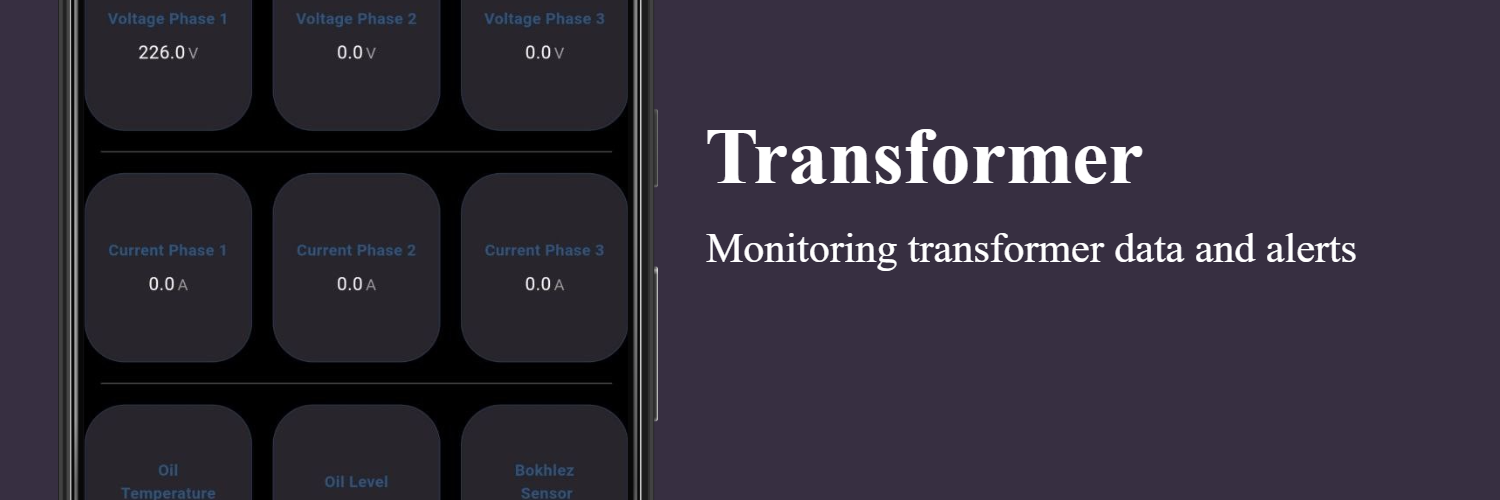 Voltage Phase 1 Voltage Phase 2 Voltage Phase 3
226.0 V 0.0 V 0.0 V
Current Phase 1 Current Phase 2 Current Phase 3
0.0 A 0.0 A 0.0 A
Oil Temperature
Oil Level
Bokhlez Sensor
Transformer
Monitoring transformer data and alerts